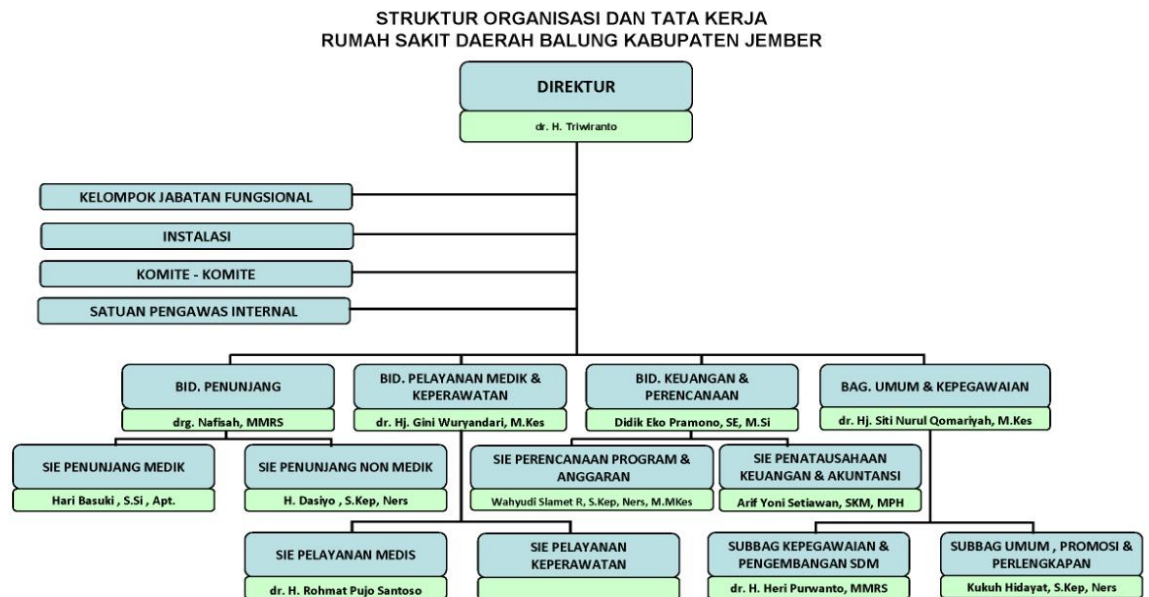 STRUKTUR ORGANISASI DAN TATA KERJA
RUMAH SAKIT DAERAH BALUNG KABUPATEN JEMBER
DIREKTUR
dr. H. Triwiranto
KELOMPOK JABATAN FUNGSIONAL
INSTALASI
KOMITE - KOMITE
SATUAN PENGAWAS INTERNAL
BID. PENUNJANG
drg. Nafisah, MMRS
BID. PELAYANAN MEDIK &
KEPERAWATAN
dr. Hj. Gini Wuryandari, M.Kes
BID. KEUANGAN &
PERENCANAAN
Didik Eko Pramono, SE, M.Si
BAG. UMUM & KEPEGAWAIAN
dr. Hj. Siti Nurul Qomariyah, M.Kes
SIE PENUNJANG MEDIK
Hari Basuki , S.Si , Apt.
SIE PENUNJANG NON MEDIK
H. Dasiyo , S.Kep, Ners
SIE PERENCANAAN PROGRAM &
ANGGARAN
Wahyudi Slamet R, S.Kep, Ners, M.MKes
SIE PENATAUSAHAAN
KEUANGAN & AKUNTANSI
Arif Yoni Setiawan, SKM, MPH
SIE PELAYANAN MEDIS
dr. H. Rohmat Pujo Santoso
SIE PELAYANAN
KEPERAWATAN
SUBBAG KEPEGAWAIAN &
PENGEMBANGAN SDM
dr. H. Heri Purwanto, MMRS
SUBBAG UMUM , PROMOSI &
PERLENGKAPAN
Kukuh Hidayat, S.Kep, Ners